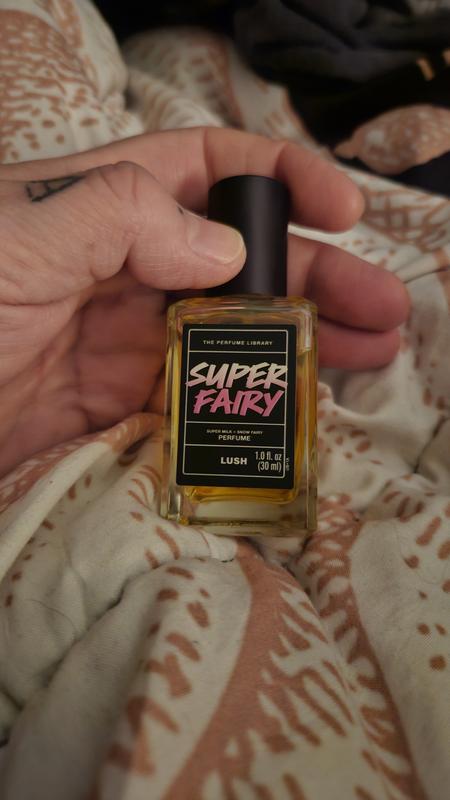 THE PERFUME LIBRARY
SUPER
FAIRY
SUPER MILK + SNOW FAIRY
PERFUME
LUSH 1.0 fl. oz
(30 ml)